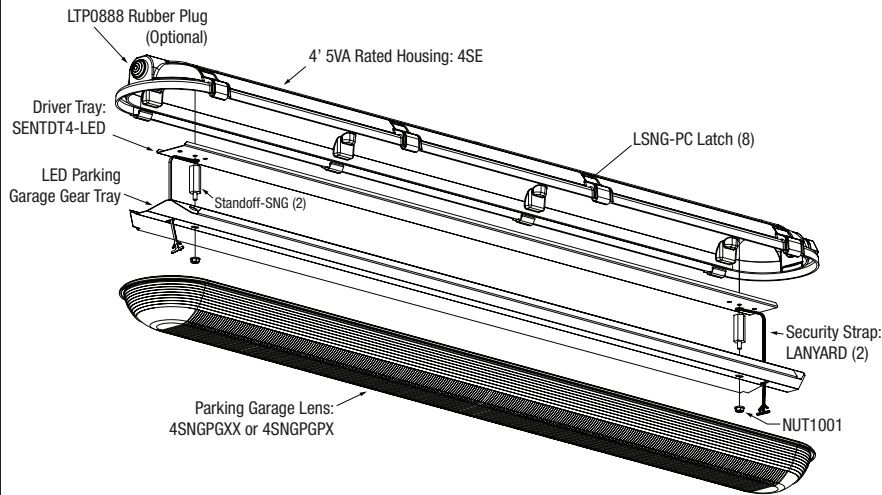 LTP0888 Rubber Plug
(Optional)
4' 5VA Rated Housing: 4SE
Driver Tray:
SENTDT4-LED
LSNG-PC Latch (8)
LED Parking
Garage Gear Tray
Standoff-SNG (2)
Security Strap:
LANYARD (2)
Parking Garage Lens:
4SNGPGXX or 4SNGPGPX
NUT1001